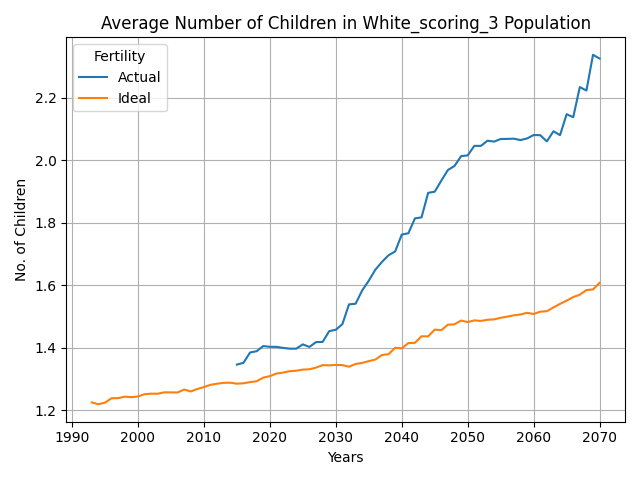 Average Number of Children in White_scoring_3 Population
Fertility
Actual
Ideal
No. of Children
2.2
2.0
1.8
1.6
1.4
1.2
1990 2000 2010 2020 2030 2040 2050 2060 2070
Years